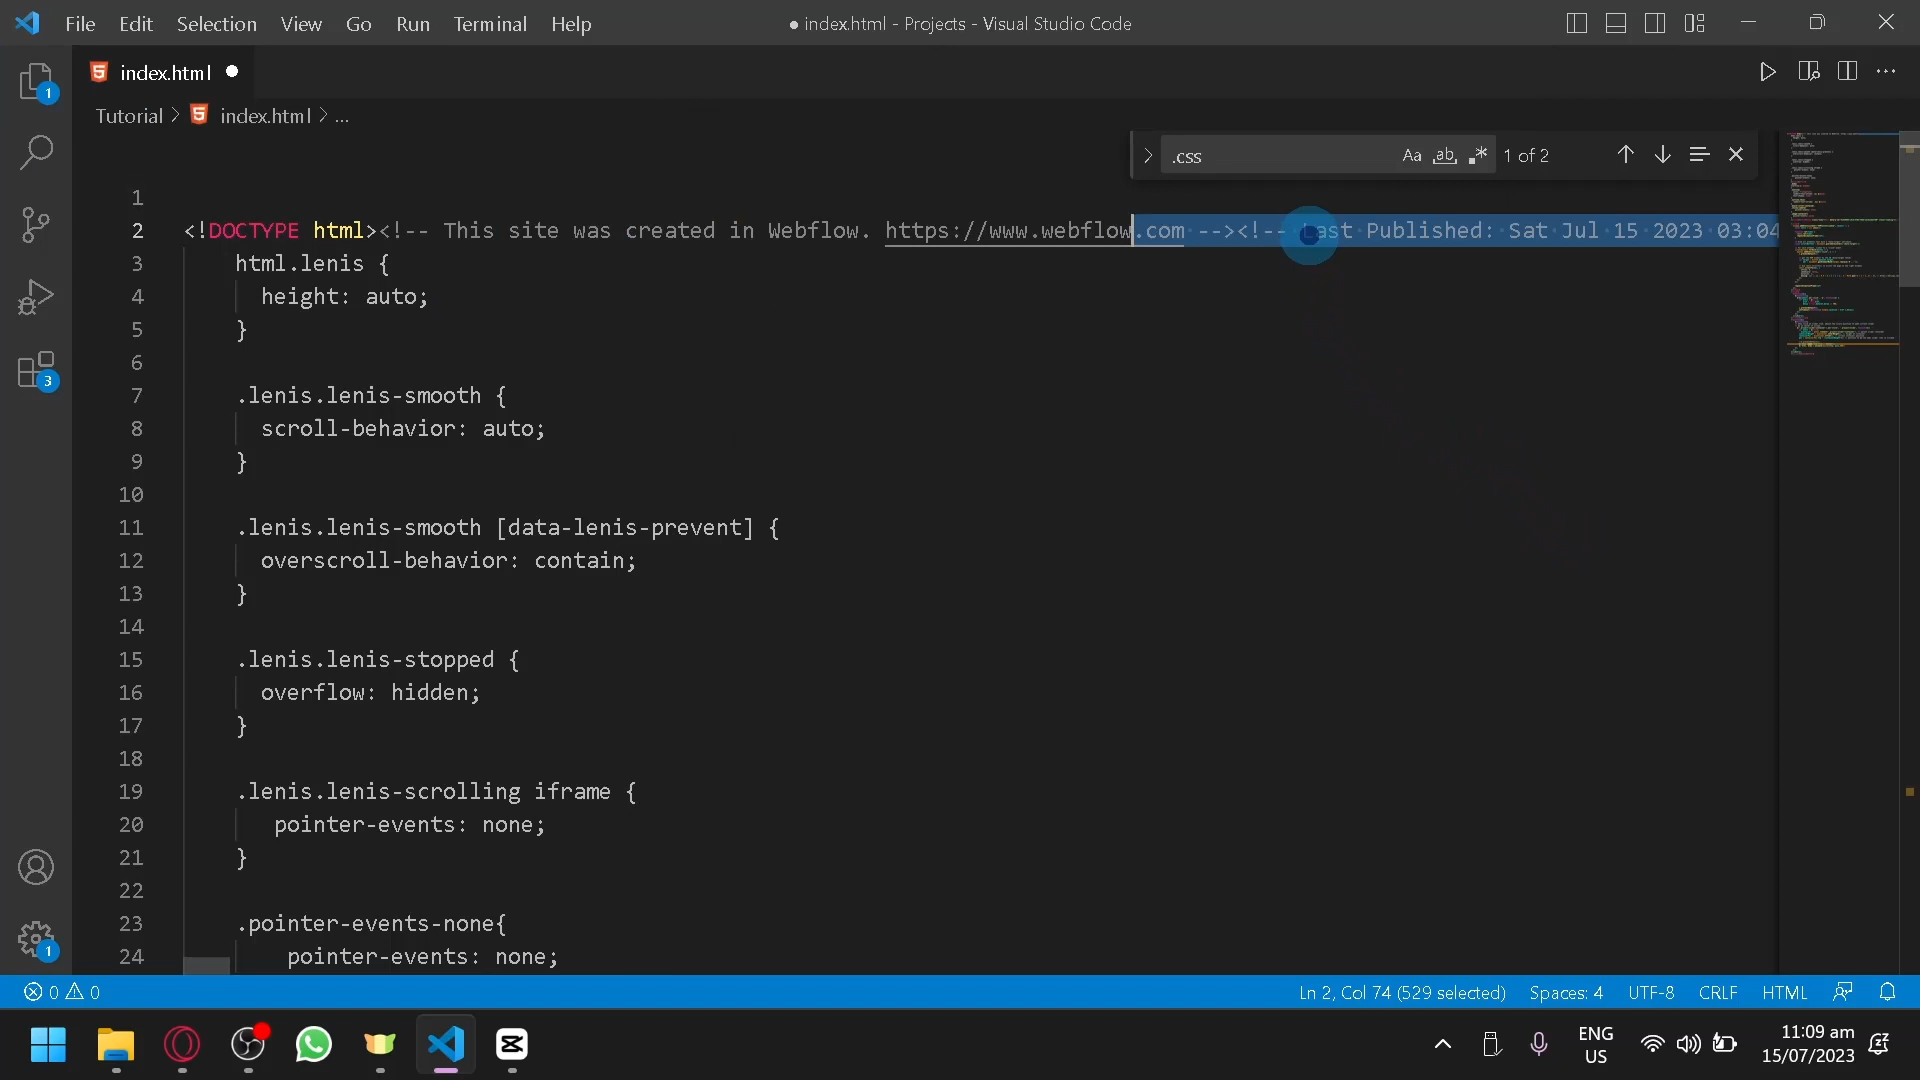 File Edit Selection View Go Run Terminal Help
● index.html - Projects - Visual Studio Code
index.html
Tutorial > index.html > ...
.css
Aa ab .* 1 of 2
1
2 <!DOCTYPE html><!-- This site was created in Webflow. https://www.webflow.com --><!-- Last Published: Sat Jul 15 2023 03:04
3 html.lenis {
4 height: auto;
5 }
6
7 .lenis.lenis-smooth {
8 scroll-behavior: auto;
9 }
10
11 .lenis.lenis-smooth [data-lenis-prevent] {
12 overscroll-behavior: contain;
13 }
14
15 .lenis.lenis-stopped {
16 overflow: hidden;
17 }
18
19 .lenis.lenis-scrolling iframe {
20 pointer-events: none;
21 }
22
23 .pointer-events-none{
24 pointer-events: none;
1
3
1
0 0
Ln 2, Col 74 (529 selected) Spaces: 4 UTF-8 CRLF HTML
ENG
US
11:09 am
15/07/2023